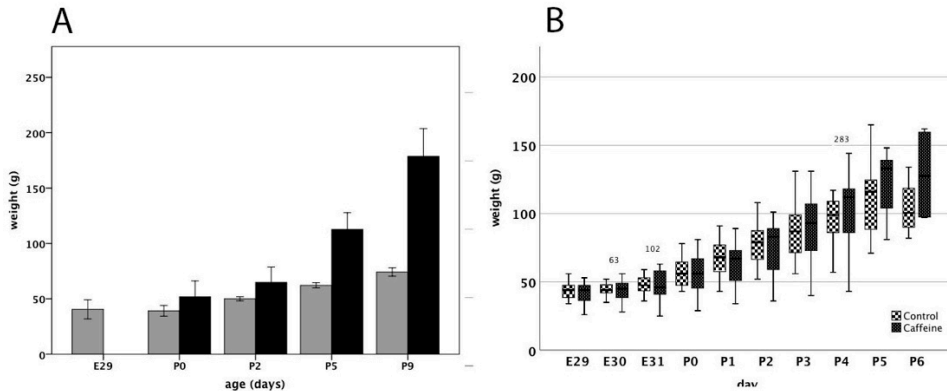 A
weight (g)
250
200
150
100
50
0
E29 P0 P2 P5 P9
age (days)
B
weight (g)
200
150
100
50
0
63
102
283
Control
Caffeine
E29 E30 E31 P0 P1 P2 P3 P4 P5 P6
day